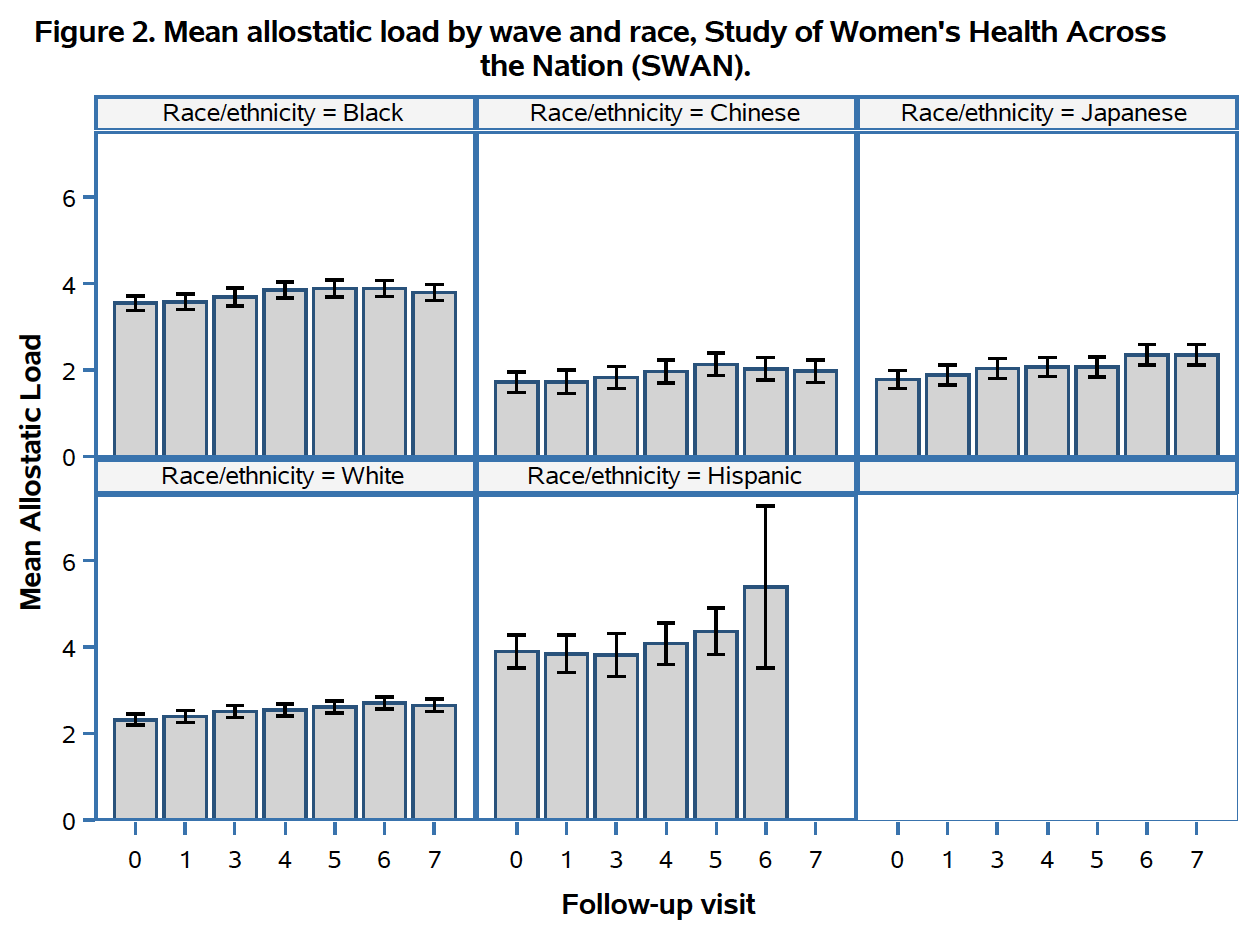 Figure 2. Mean allostatic load by wave and race, Study of Women's Health Across
the Nation (SWAN).
Race/ethnicity = Black
Race/ethnicity = Chinese
Race/ethnicity = Japanese
6
4
2
0
Race/ethnicity = White
Race/ethnicity = Hispanic
6
4
2
0
Mean Allostatic Load
0 1 3 4 5 6 7
0 1 3 4 5 6 7
0 1 3 4 5 6 7
Follow-up visit